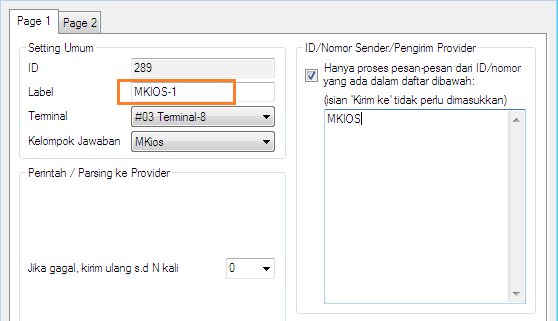 Page 1
Page 2
Setting Umum
ID
289
Label
MKIOS-1
Terminal
#03 Terminal-8
Kelompok Jawaban
MKios
Perintah / Parsing ke Provider
Jika gagal, kirim ulang s.d N kali
0
ID/Nomor Sender/Pengirim Provider
Hanya proses pesan-pesan dari ID/nomor
yang ada dalam daftar dibawah:
(isian 'Kirim ke' tidak perlu dimasukkan)
MKIOS